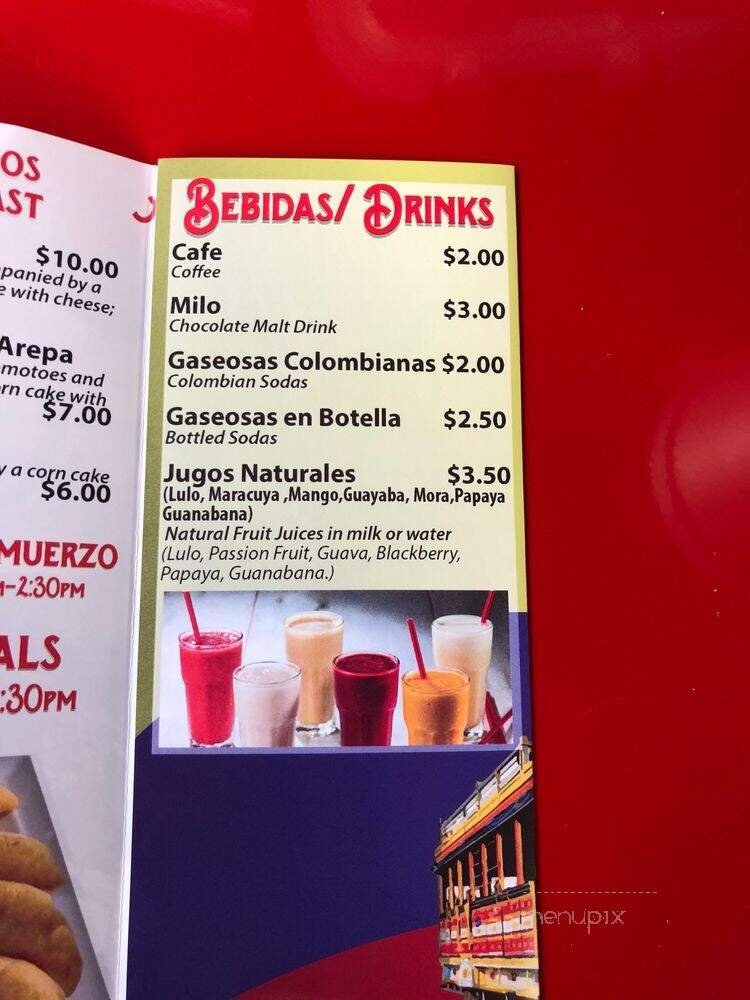 OS
AST
$10.00
panied by a
e with cheese;
Arepa
motoes and
rn cake with
$7.00
y a corn cake
$6.00
MUERZO
-2:30PM
ALS
:30PM
BEBIDAS/ DRINKS
Cafe $2.00
Coffee
Milo $3.00
Chocolate Malt Drink
Gaseosas Colombianas $2.00
Colombian Sodas
Gaseosas en Botella $2.50
Bottled Sodas
Jugos Naturales $3.50
(Lulo, Maracuya ,Mango,Guayaba, Mora,Papaya
Guanabana)
Natural Fruit Juices in milk or water
(Lulo, Passion Fruit, Guava, Blackberry,
Papaya, Guanabana.)
menupix